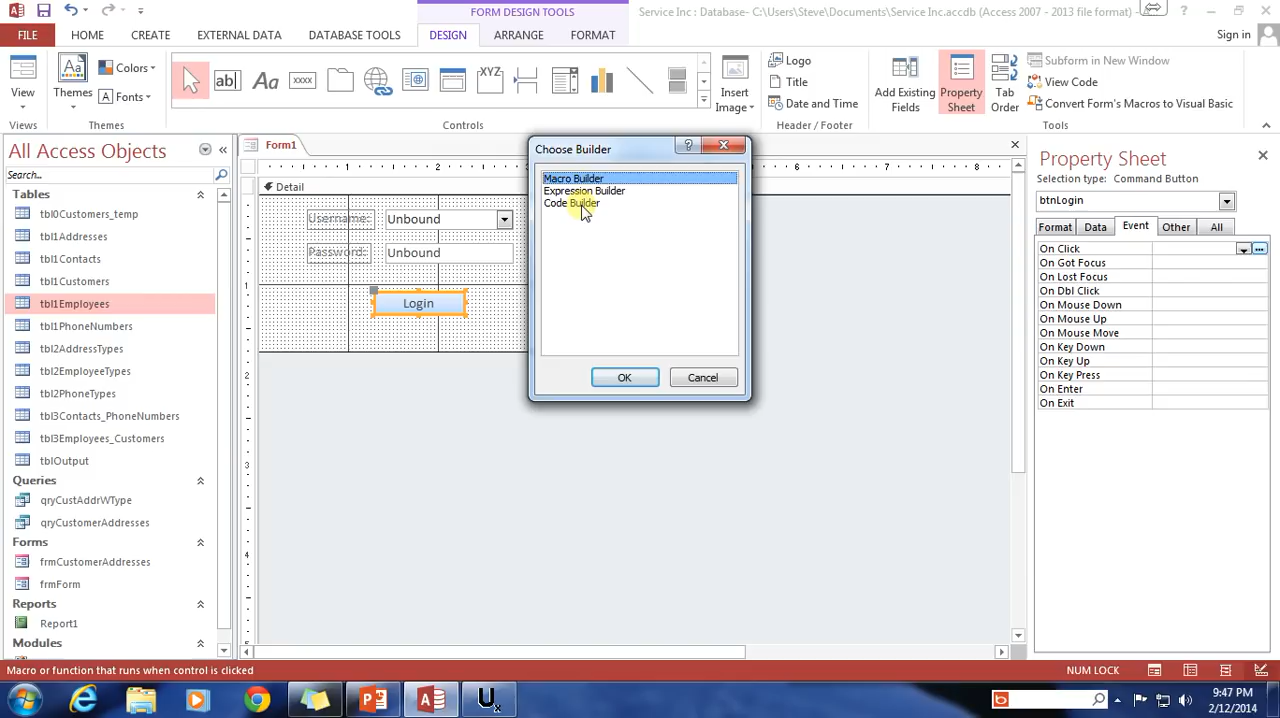 FORM DESIGN TOOLS
Service Inc : Database- C:\Users\Steve\Documents\Service Inc.accdb (Access 2007 - 2013 file format) (Ac...
FILE
HOME
CREATE
EXTERNAL DATA
DATABASE TOOLS
DESIGN
ARRANGE
FORMAT
Sign in
View
Themes
Colors
Fonts
ab|
Aa
xxxx
XYZ
Insert
Image
Logo
Title
Date and Time
Add Existing
Fields
Property
Sheet
Tab
Order
Subform in New Window
View Code
Convert Form's Macros to Visual Basic
Views
Themes
Controls
Header / Footer
Tools
All Access Objects
Search...
Tables
tbl0Customers_temp
tbl1Addresses
tbl1Contacts
tbl1Customers
tbl1Employees
tbl1PhoneNumbers
tbl2AddressTypes
tbl2EmployeeTypes
tbl2PhoneTypes
tbl3Contacts_PhoneNumbers
tbl3Employees_Customers
tblOutput
Queries
qryCustAddrWType
qryCustomerAddresses
Forms
frmCustomerAddresses
frmForm
Reports
Report1
Modules
Form1
Detail
Username:
Unbound
Password:
Unbound
Login
Choose Builder
Macro Builder
Expression Builder
Code Builder
OK
Cancel
Property Sheet
Selection type: Command Button
btnLogin
Format
Data
Event
Other
All
On Click
On Got Focus
On Lost Focus
On Dbl Click
On Mouse Down
On Mouse Up
On Mouse Move
On Key Down
On Key Up
On Key Press
On Enter
On Exit
Macro or function that runs when control is clicked
NUM LOCK
9:47 PM
2/12/2014